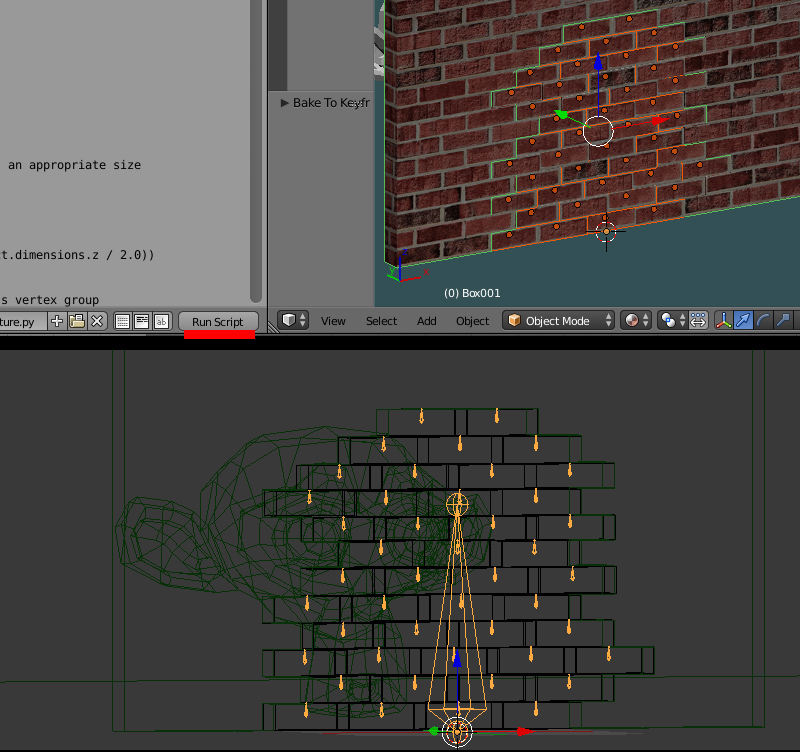 Bake To Keyfr
an appropriate size
t.dimensions.z / 2.0))
s vertex group
ture.py
Run Script
(0) Box001
View Select Add Object Object Mode